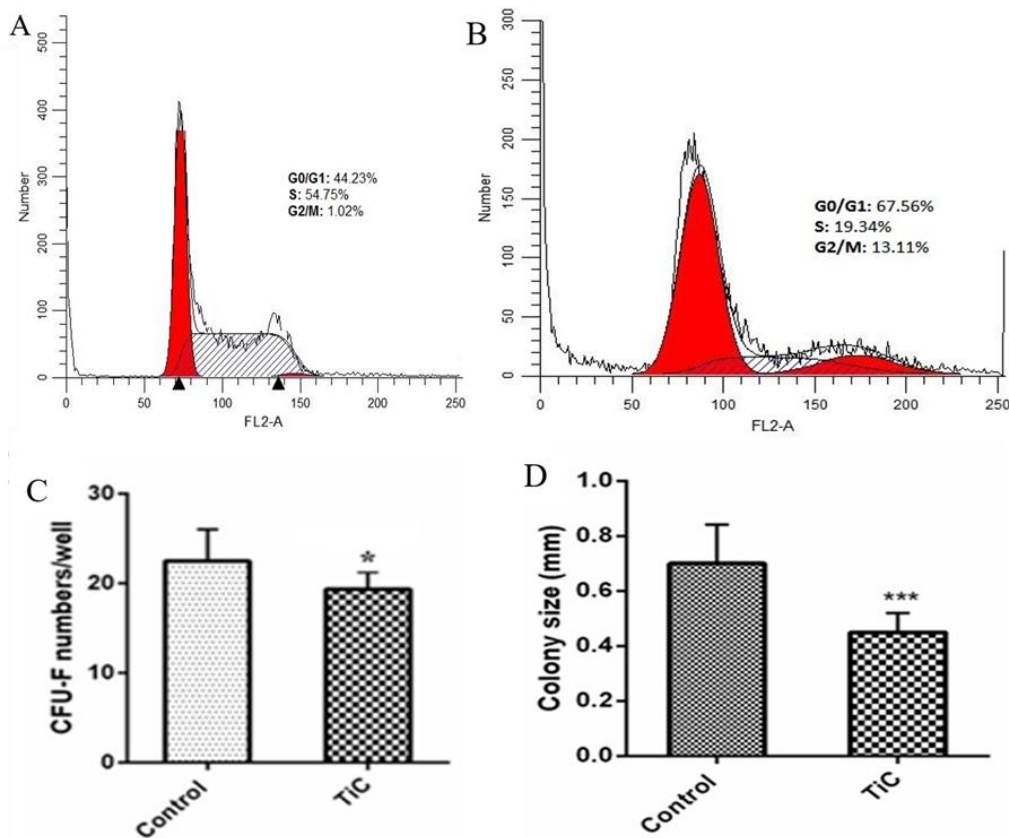 A
500
400
300
200
100
0
Number
G0/G1: 44.23%
S: 54.75%
G2/M: 1.02%
0 50 100 150 200 250
FL2-A
B
300
250
200
150
100
50
0
Number
G0/G1: 67.56%
S: 19.34%
G2/M: 13.11%
0 50 100 150 200 250
FL2-A
C
30
20
10
0
CFU-F numbers/well
*
Control TiC
D
1.0
0.8
0.6
0.4
0.2
0.0
Colony size (mm)
***
Control TiC